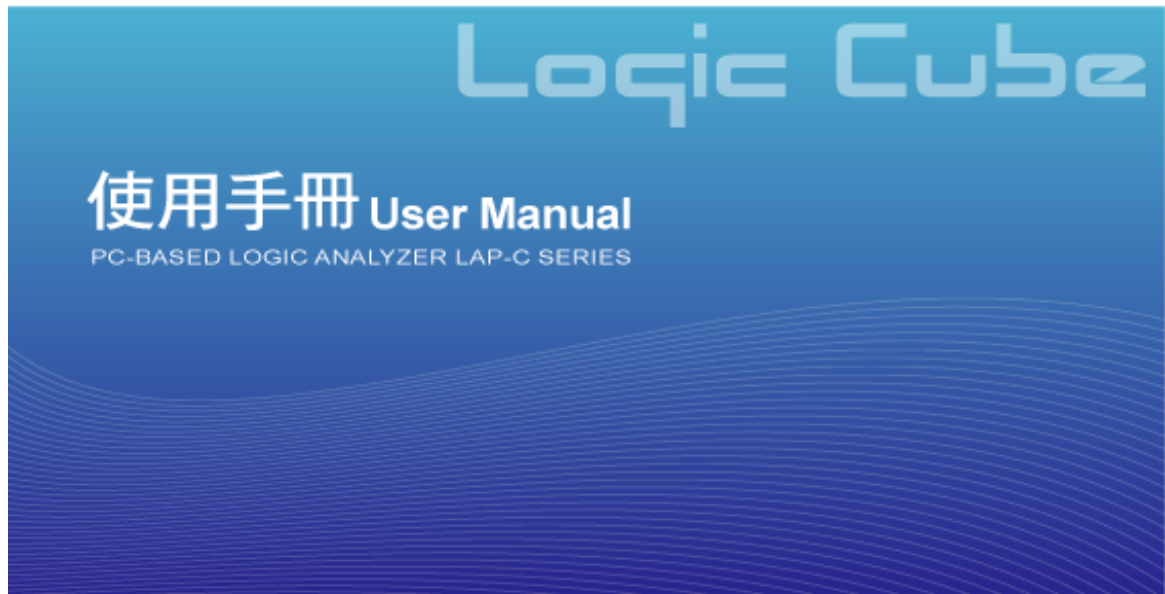 Logic Cube
使用手冊 User Manual
PC-BASED LOGIC ANALYZER LAP-C SERIES